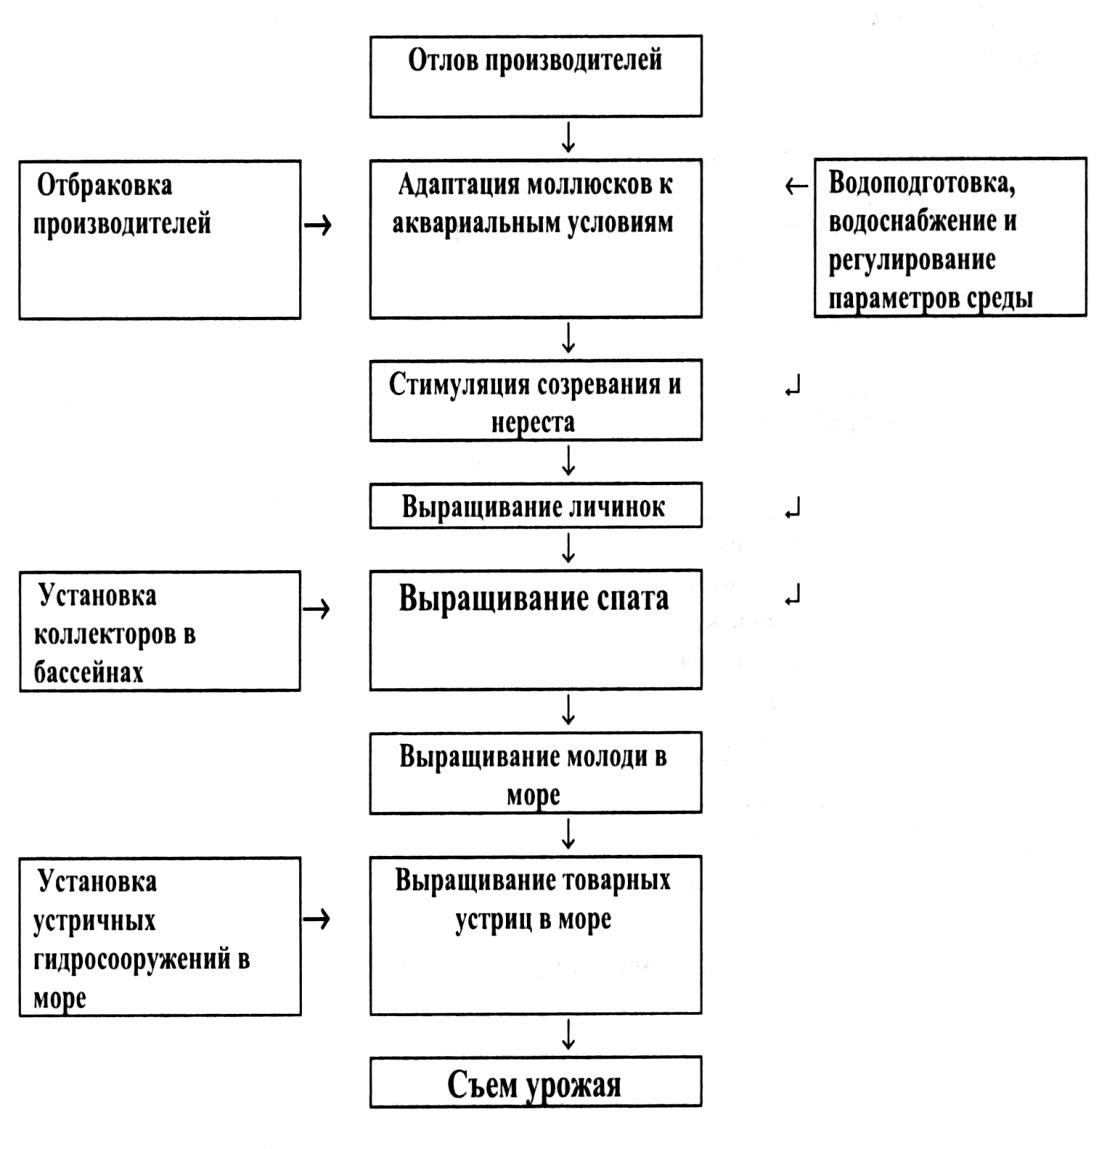 Отлов производителей
Отбраковка
производителей
Адаптация моллюсков к
аквариальным условиям
Водоподготовка,
водоснабжение и
регулирование
параметров среды
Стимуляция созревания и
нереста
Выращивание личинок
Установка
коллекторов в
бассейнах
Выращивание спата
Выращивание молоди в
море
Установка
устричных
гидросооружений в
море
Выращивание товарных
устриц в море
Съем урожая